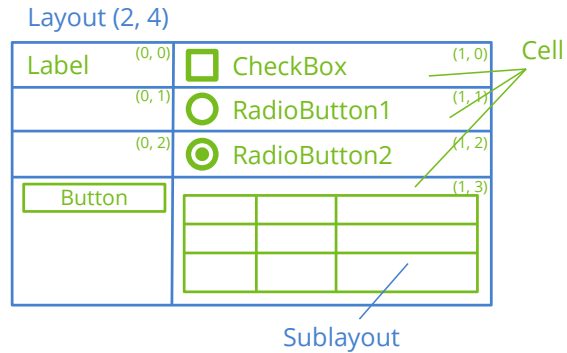 Layout (2, 4)
Label
(0, 0)
CheckBox
(1, 0)
Cell
(0, 1)
RadioButton1
(1, 1)
(0, 2)
RadioButton2
(1, 2)
Button
(1, 3)
Sublayout